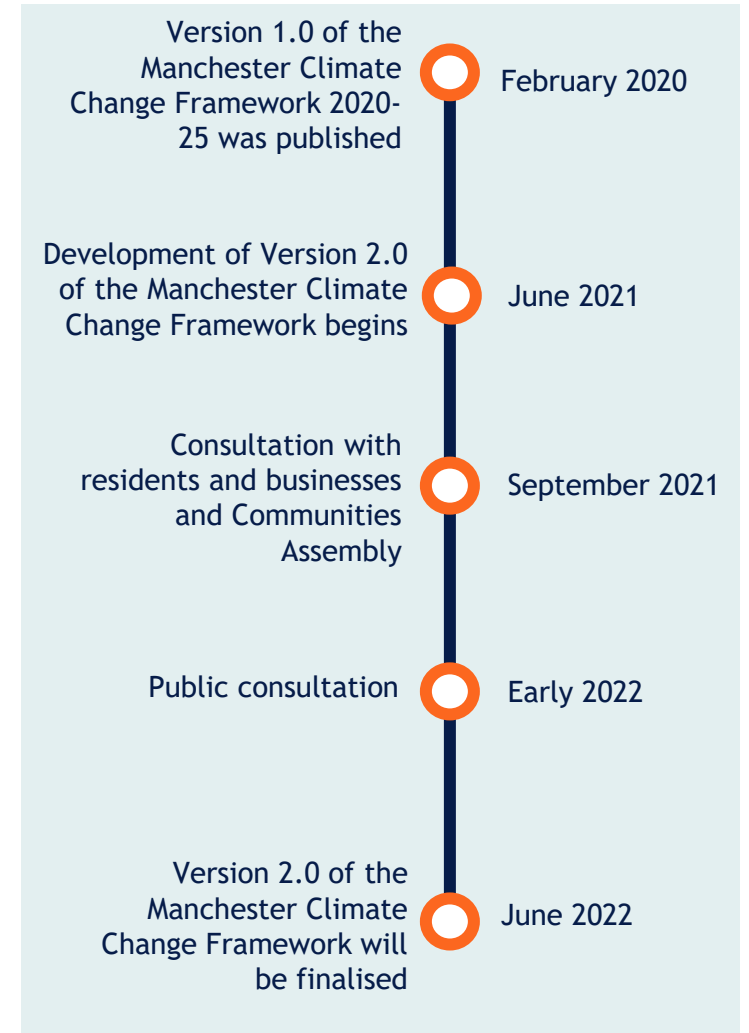 Version 1.0 of the
Manchester Climate
Change Framework 2020-
25 was published
February 2020
Development of Version 2.0
of the Manchester Climate
Change Framework begins
June 2021
Consultation with
residents and businesses
and Communities
Assembly
September 2021
Public consultation
Early 2022
Version 2.0 of the
Manchester Climate
Change Framework will
be finalised
June 2022